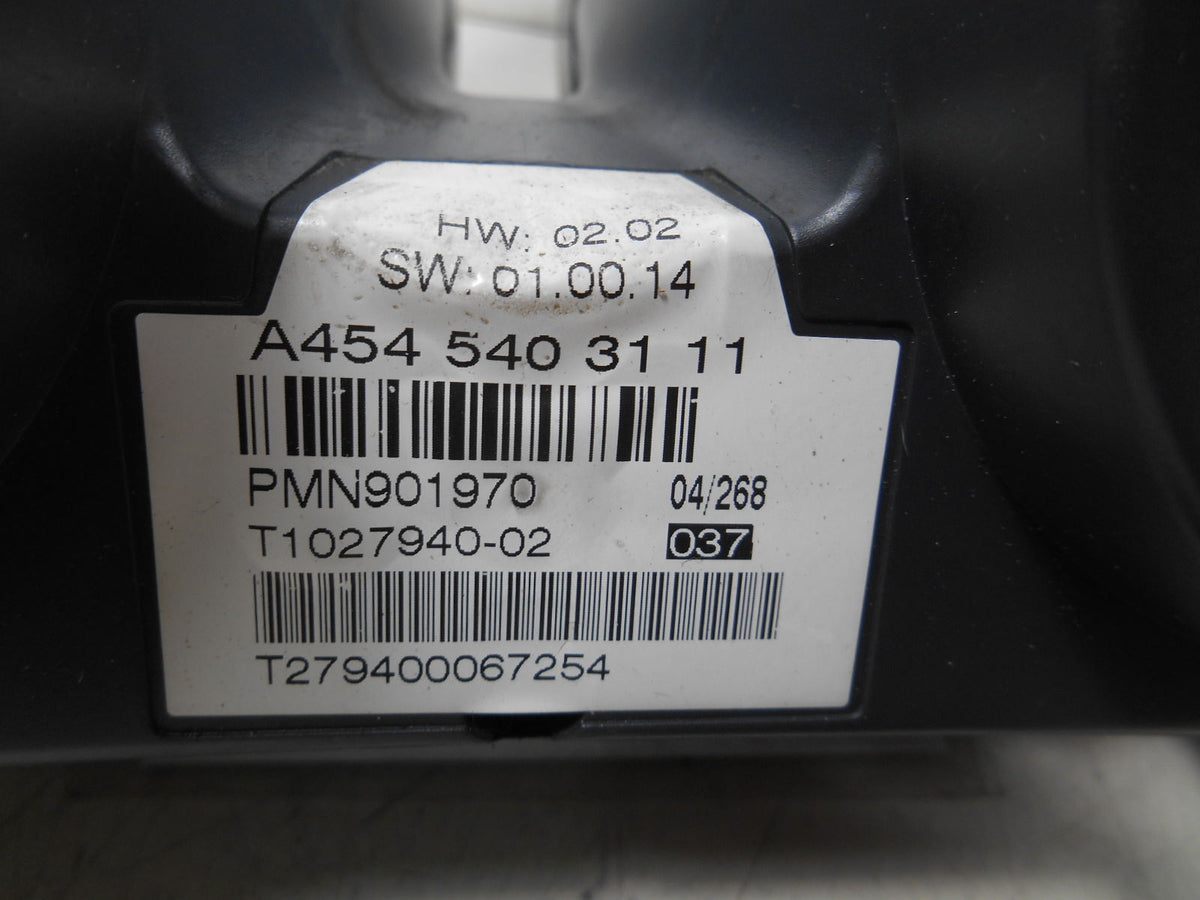 HW: 02.02
SW: 01.00.14
A454 540 31 11
PMN901970 04/268
T1027940-02 037
T279400067254